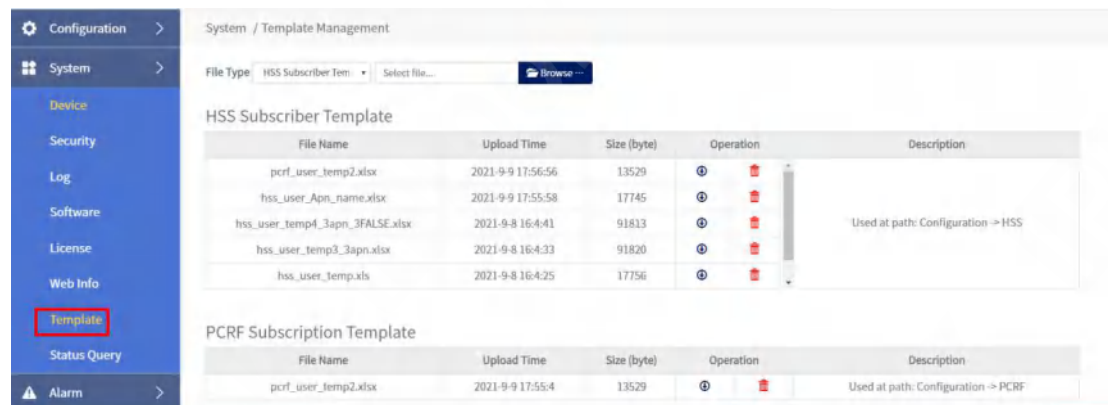 Configuration
System / Template Management
System
File Type HSS Subscriber Tem Select file... Browse ...
Device
HSS Subscriber Template
Security
File Name Upload Time Size (byte) Operation Description
pcrf_user_temp2.xlsx 2021-9-9 17:56:56 13529
Log
hss_user_Apn_name.xlsx 2021-9-9 17:55:58 17745
Software
hss_user_temp4_3apn_3FALSE.xlsx 2021-9-8 16:4:41 91813 Used at path: Configuration -> HSS
License
hss_user_temp3_3apn.xlsx 2021-9-8 16:4:33 91820
Web Info
hss_user_temp.xls 2021-9-8 16:4:25 17756
Template
PCRF Subscription Template
Status Query
File Name Upload Time Size (byte) Operation Description
Alarm
pcrf_user_temp2.xlsx 2021-9-9 17:55:4 13529 Used at path: Configuration -> PCRF